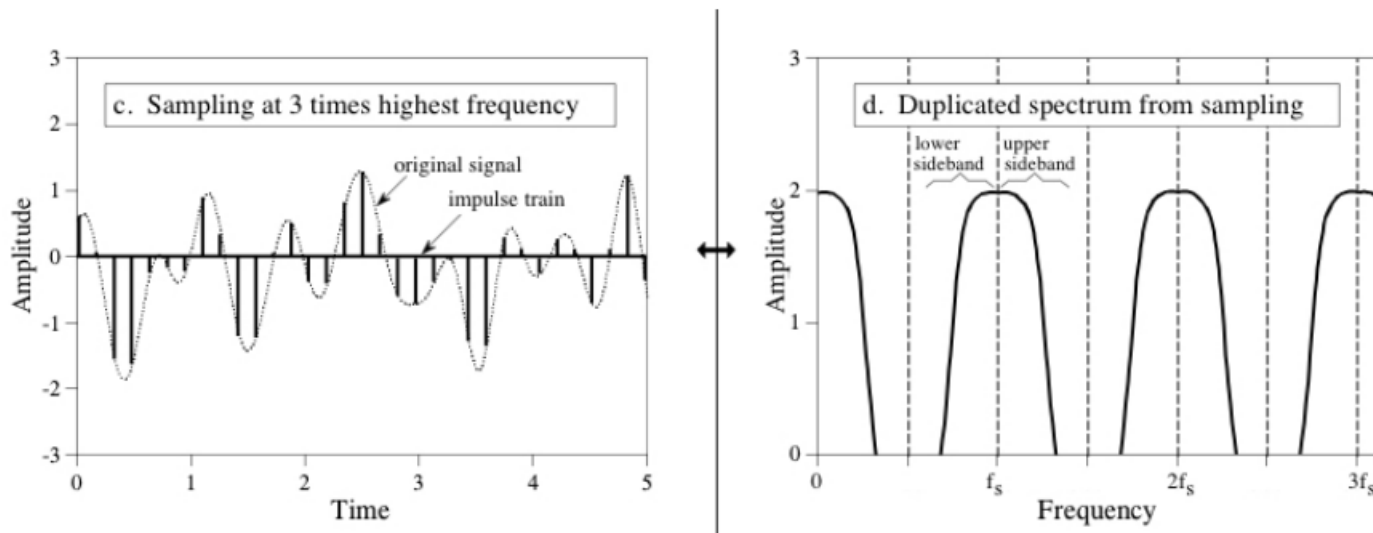 3
2
1
0
-1
-2
-3
Amplitude
c. Sampling at 3 times highest frequency
original signal
impulse train
0 1 2 3 4 5
Time
3
2
1
0
Amplitude
d. Duplicated spectrum from sampling
lower
sideband
upper
sideband
0 fs 2fs 3fs
Frequency